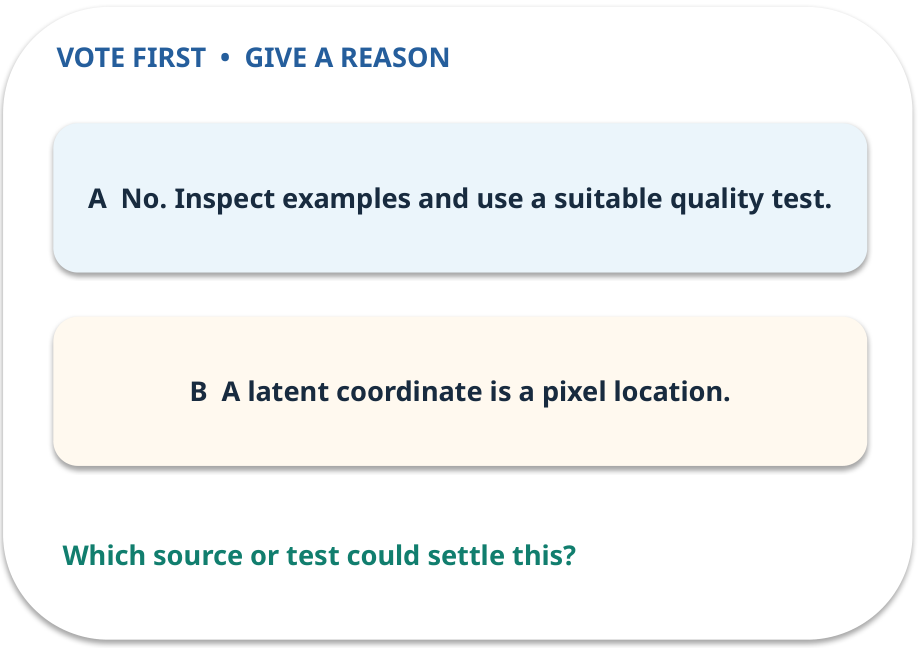 VOTE FIRST • GIVE A REASON
A No. Inspect examples and use a suitable quality test.
B A latent coordinate is a pixel location.
Which source or test could settle this?